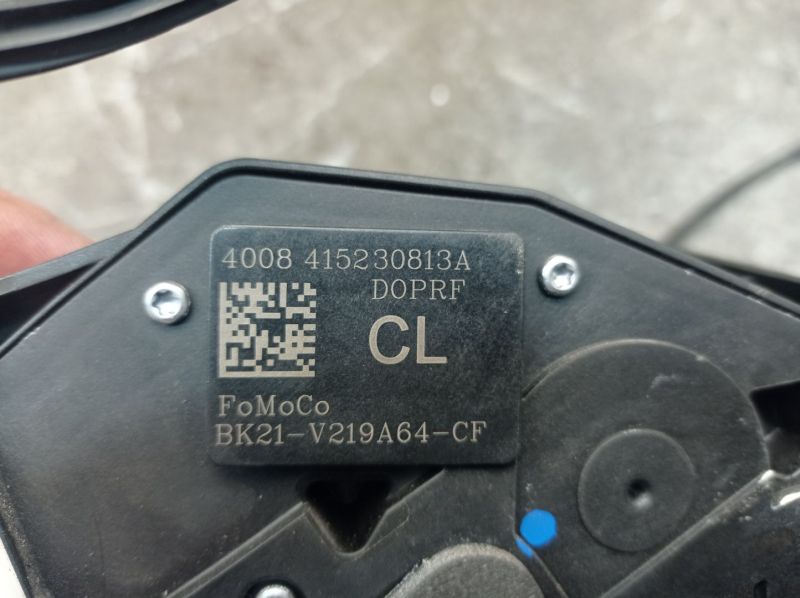 4008 415230813A
DOPRF
CL
FoMoCo
BK21-V219A64-CF